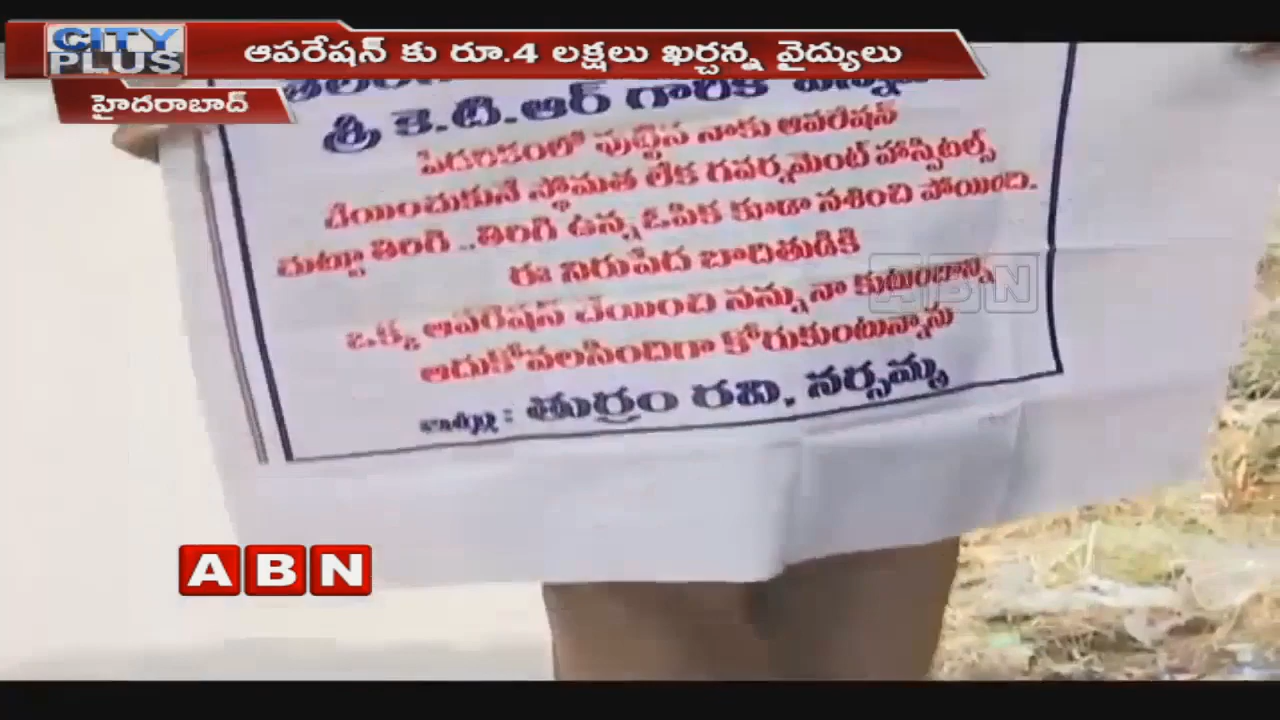 CITY
PLUS
ఆపరేషన్ కు రూ.4 లక్షలు ఖర్చన్న వైద్యులు
హైదరాబాద్
శ్రీ కె.టి.ఆర్ గారికి
పేదరికంలో పుట్టిన నాకు ఆపరేషన్
చేయించుకునే స్థోమత లేక గవర్నమెంట్ హాస్పిటల్స్
చుట్టూ తిరిగి ..తిరిగి ఉన్న ఓపిక కూడా నశించి పోయింది.
ఈ నిరుపేద బాదితుడికి
ఒక్క ఆపరేషన్ చేయించి నన్ను నా కుటుంబాన్ని
ఆదుకోవలసిందిగా కోరుకుంటున్నాను
ఇట్లు : తుర్రం రవి, నర్సమ్మ
ABN
ABN